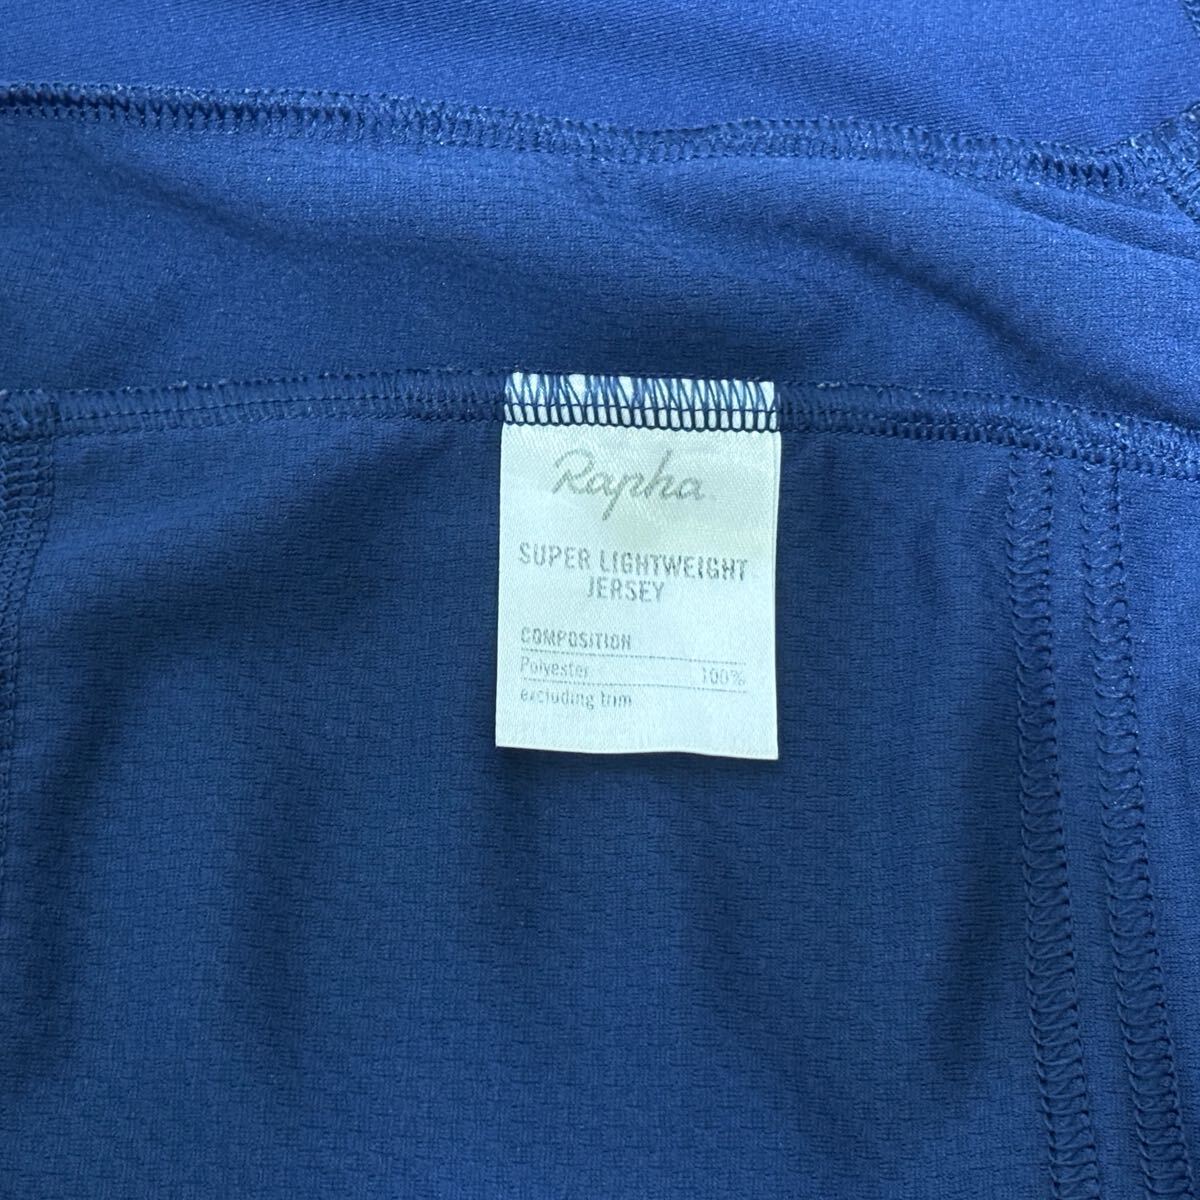 Rapha.
SUPER LIGHTWEIGHT
JERSEY
COMPOSITION
Polyester 100%
excluding trim